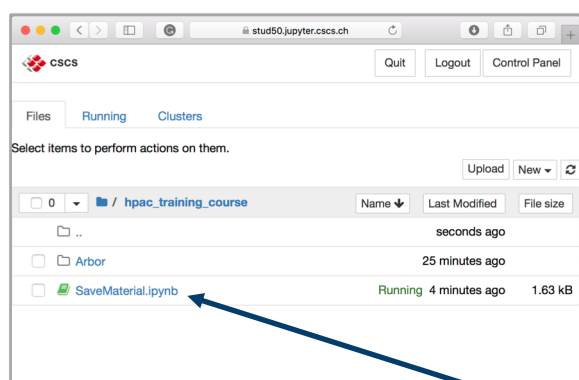 stud50.jupyter.cscs.ch
CSCS
Quit Logout Control Panel
Files Running Clusters
Select items to perform actions on them.
Upload New
0 / hpac_training_course Name Last Modified File size
.. seconds ago
Arbor 25 minutes ago
SaveMaterial.ipynb Running 4 minutes ago 1.63 kB